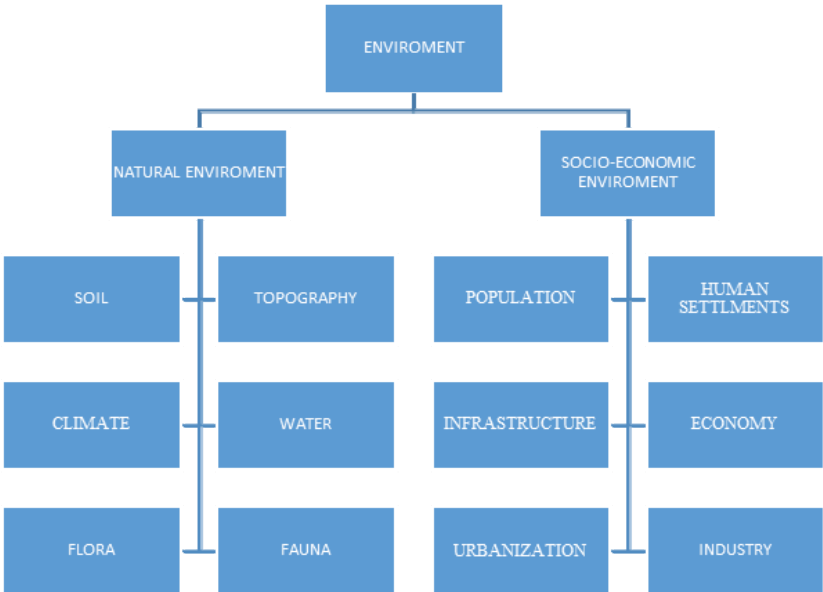 ENVIROMENT
NATURAL ENVIROMENT
SOCIO-ECONOMIC
ENVIROMENT
SOIL
TOPOGRAPHY
POPULATION
HUMAN
SETTLMENTS
CLIMATE
WATER
INFRASTRUCTURE
ECONOMY
FLORA
FAUNA
URBANIZATION
INDUSTRY